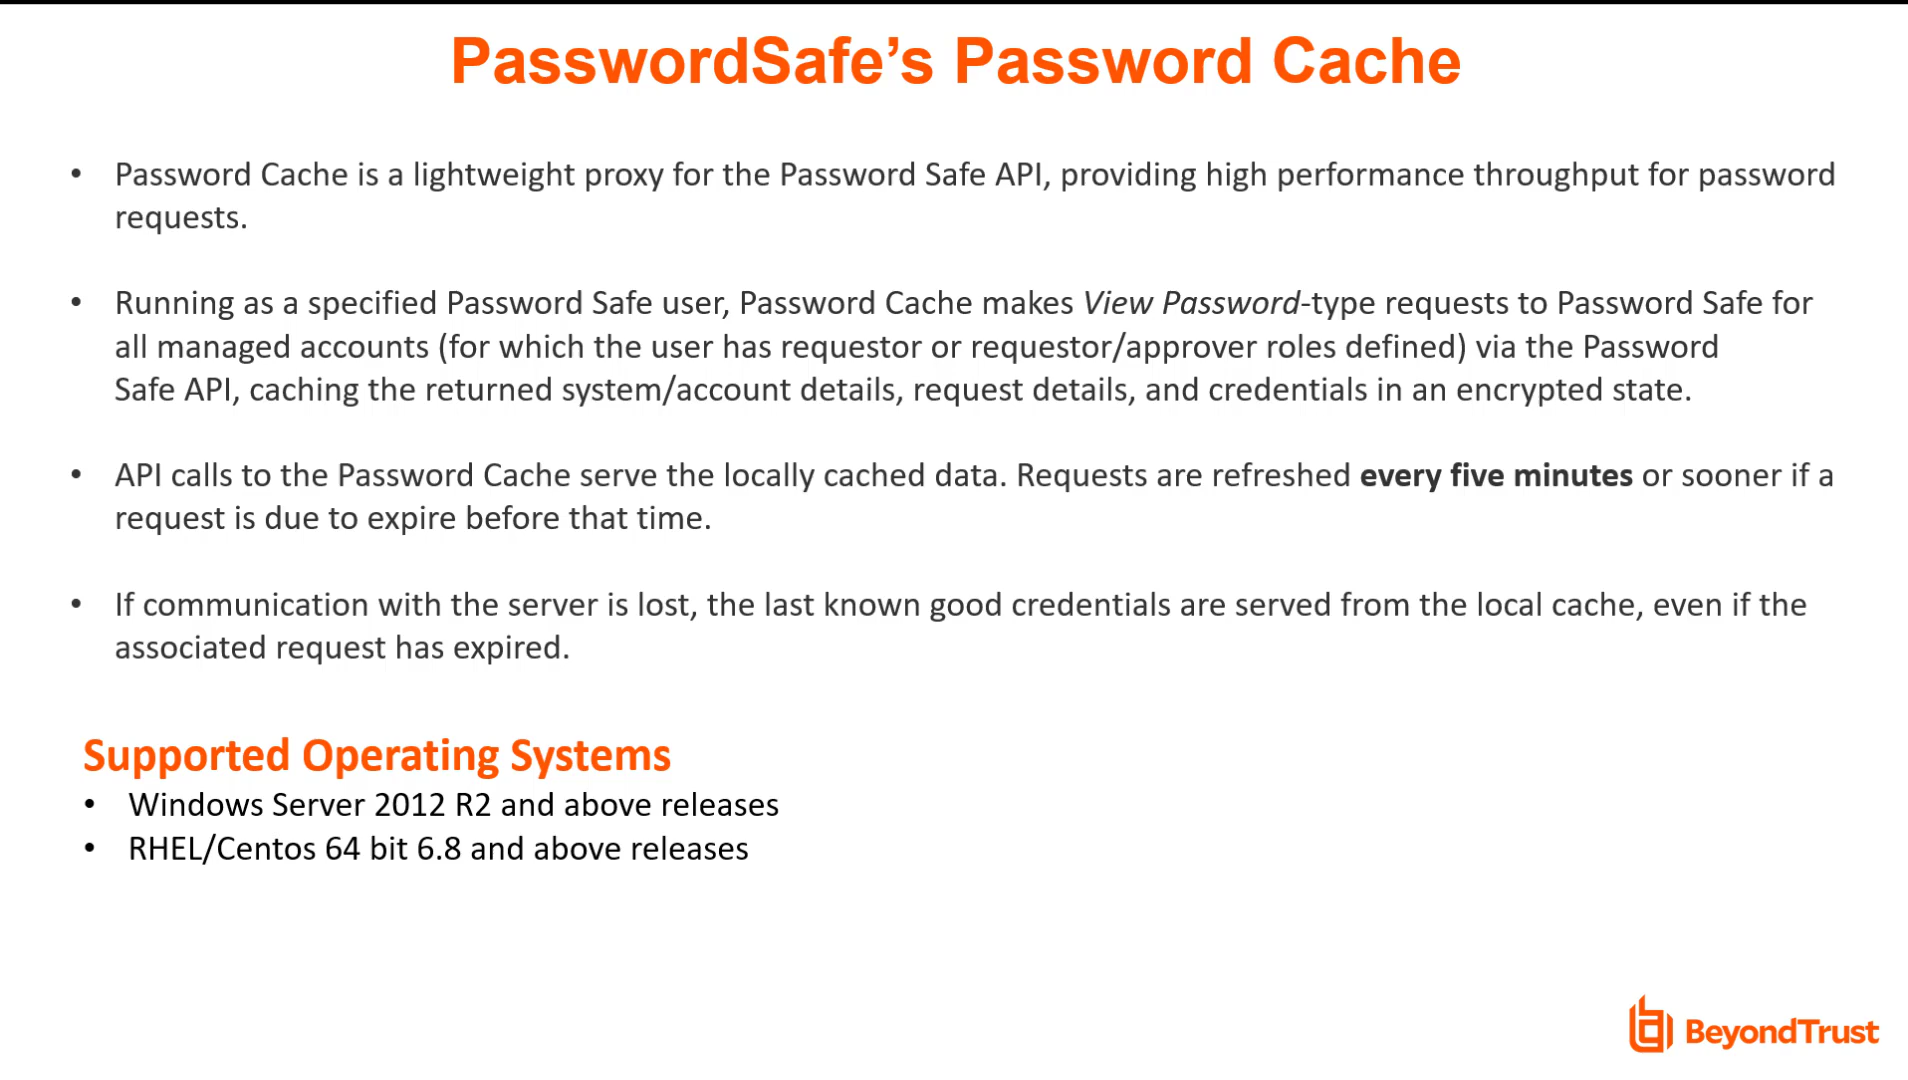 PasswordSafe’s Password Cache
• Password Cache is a lightweight proxy for the Password Safe API, providing high performance throughput for password
requests.
• Running as a specified Password Safe user, Password Cache makes View Password-type requests to Password Safe for
all managed accounts (for which the user has requestor or requestor/approver roles defined) via the Password
Safe API, caching the returned system/account details, request details, and credentials in an encrypted state.
• API calls to the Password Cache serve the locally cached data. Requests are refreshed every five minutes or sooner if a
request is due to expire before that time.
• If communication with the server is lost, the last known good credentials are served from the local cache, even if the
associated request has expired.
Supported Operating Systems
• Windows Server 2012 R2 and above releases
• RHEL/Centos 64 bit 6.8 and above releases
BeyondTrust